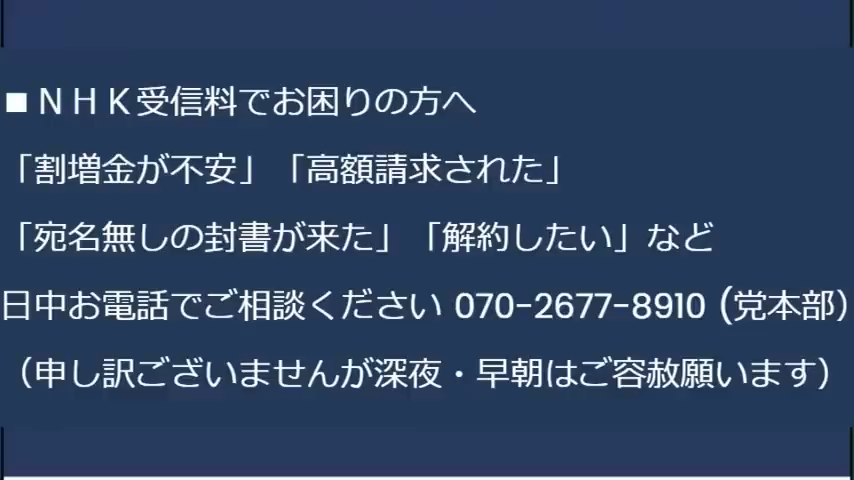 ■ＮＨＫ受信料でお困りの方へ
「割増金が不安」「高額請求された」
「宛名無しの封書が来た」「解約したい」など
日中お電話でご相談ください 070-2677-8910 (党本部)
（申し訳ございませんが深夜・早朝はご容赦願います）